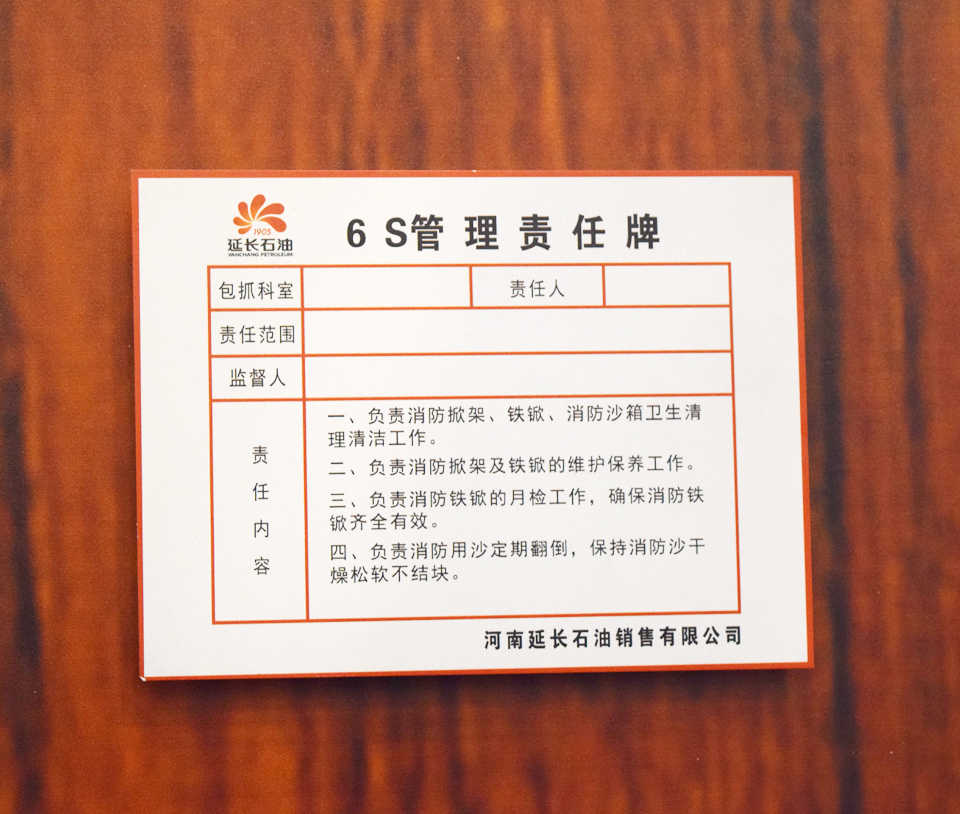 1905
延长石油
YANCHANG PETROLEUM
6 S管理责任牌
包抓科室 责任人
责任范围
监督人
责任内容
一、负责消防掀架、铁锨、消防沙箱卫生清
理清洁工作。
二、负责消防掀架及铁锨的维护保养工作。
三、负责消防铁锨的月检工作，确保消防铁
锨齐全有效。
四、负责消防用沙定期翻倒，保持消防沙干
燥松软不结块。
河南延长石油销售有限公司